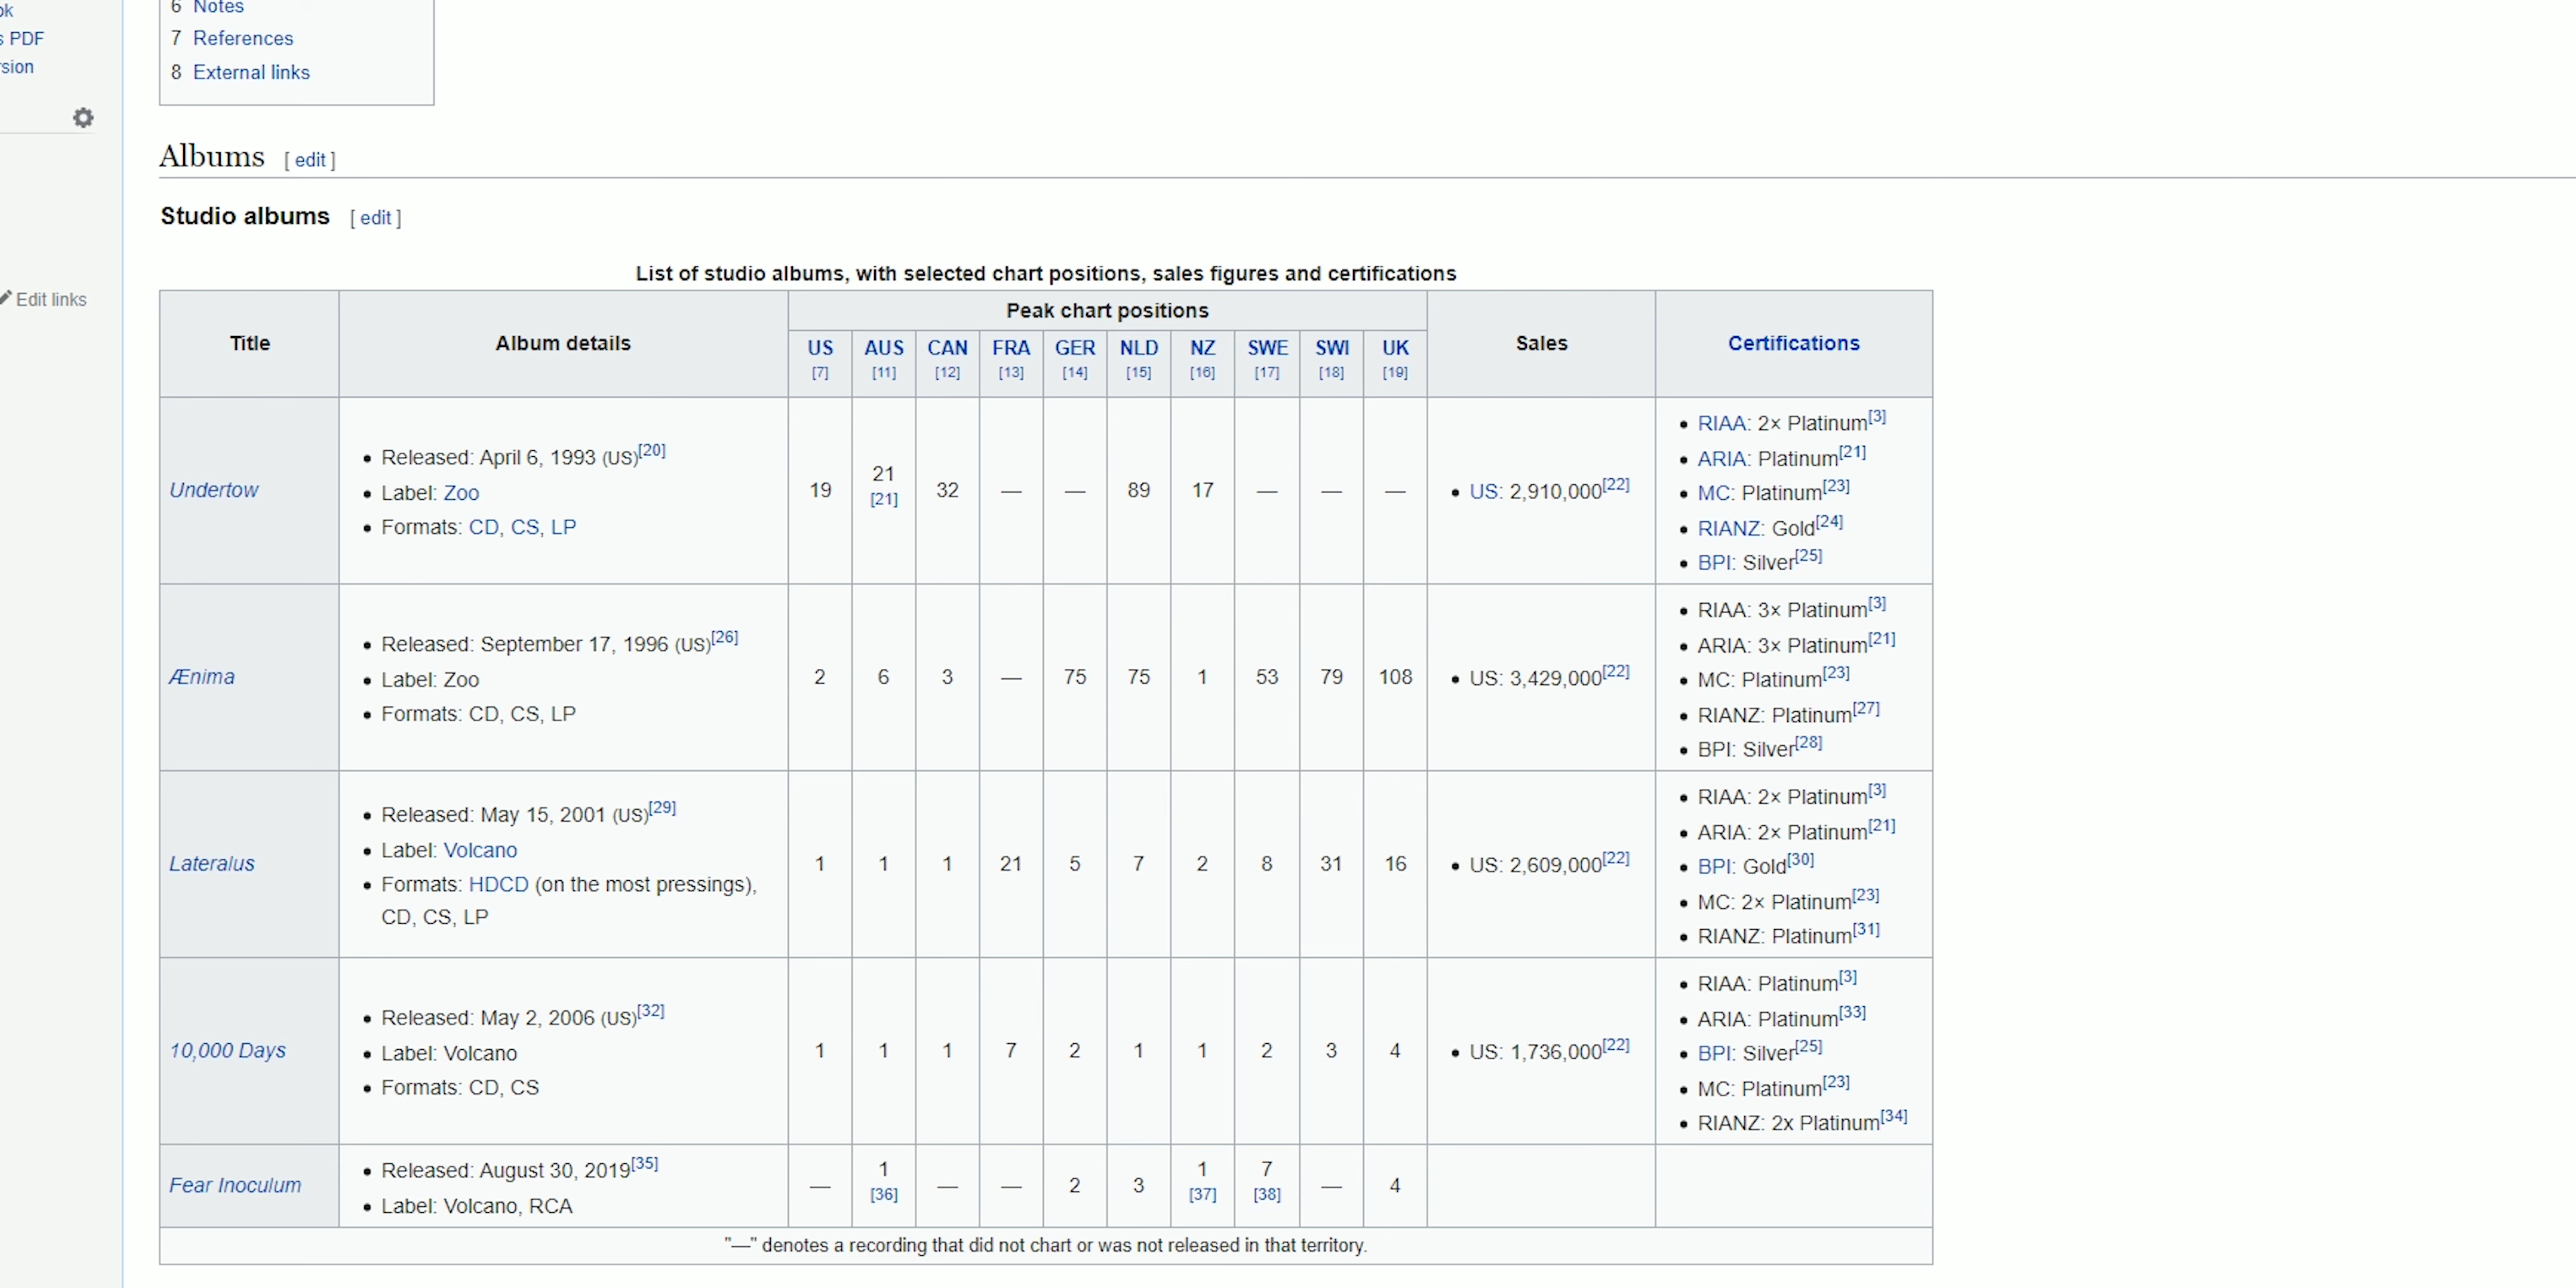 6 Notes
s PDF
7 References
sion
8 External links
Albums [ edit ]
Studio albums [ edit ]
Edit links
List of studio albums, with selected chart positions, sales figures and certifications
Title Album details Peak chart positions Sales Certifications
US AUS CAN FRA GER NLD NZ SWE SWI UK
[7] [11] [12] [13] [14] [15] [16] [17] [18] [19]
Undertow
• Released: April 6, 1993 (US)[20]
• Label: Zoo
• Formats: CD, CS, LP
19 21 [21] 32 — — 89 17 — — —
• US: 2,910,000[22]
• RIAA: 2× Platinum[3]
• ARIA: Platinum[21]
• MC: Platinum[23]
• RIANZ: Gold[24]
• BPI: Silver[25]
Ænima
• Released: September 17, 1996 (US)[26]
• Label: Zoo
• Formats: CD, CS, LP
2 6 3 — 75 75 1 53 79 108
• US: 3,429,000[22]
• RIAA: 3× Platinum[3]
• ARIA: 3× Platinum[21]
• MC: Platinum[23]
• RIANZ: Platinum[27]
• BPI: Silver[28]
Lateralus
• Released: May 15, 2001 (US)[29]
• Label: Volcano
• Formats: HDCD (on the most pressings),
CD, CS, LP
1 1 1 21 5 7 2 8 31 16
• US: 2,609,000[22]
• RIAA: 2× Platinum[3]
• ARIA: 2× Platinum[21]
• BPI: Gold[30]
• MC: 2× Platinum[23]
• RIANZ: Platinum[31]
10,000 Days
• Released: May 2, 2006 (US)[32]
• Label: Volcano
• Formats: CD, CS
1 1 1 7 2 1 1 2 3 4
• US: 1,736,000[22]
• RIAA: Platinum[3]
• ARIA: Platinum[33]
• BPI: Silver[25]
• MC: Platinum[23]
• RIANZ: 2x Platinum[34]
Fear Inoculum
• Released: August 30, 2019[35]
• Label: Volcano, RCA
— 1 [36] — — 2 3 1 [37] 7 [38] — 4
"—" denotes a recording that did not chart or was not released in that territory.